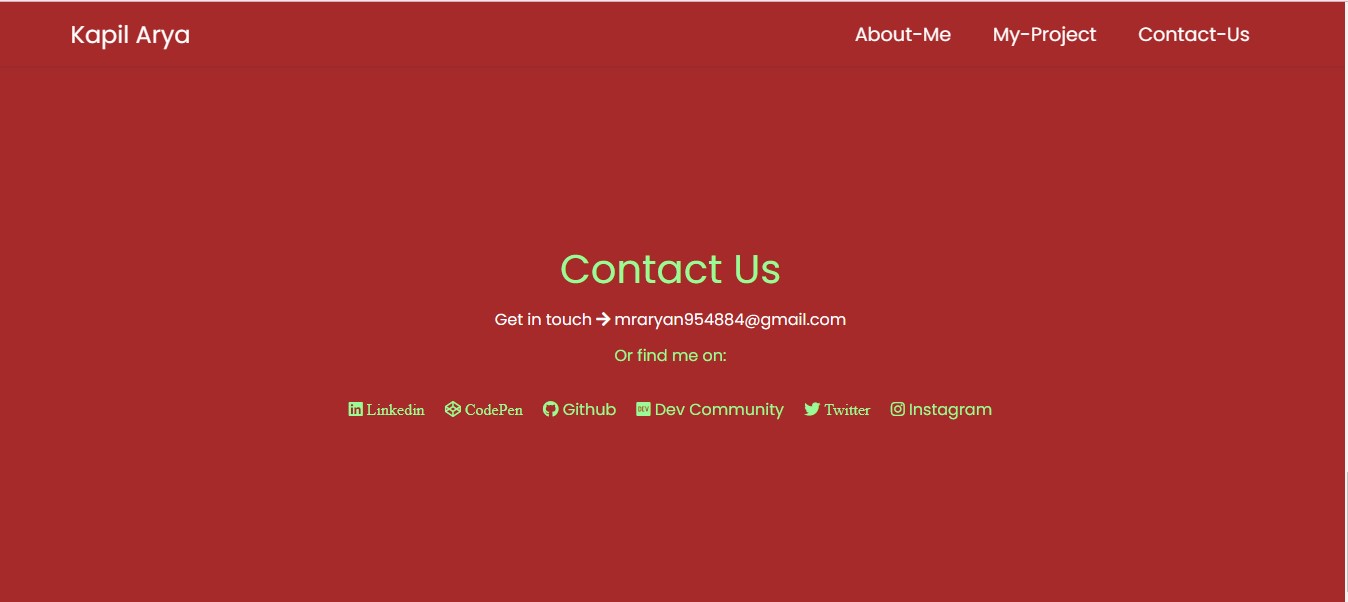 Kapil Arya About-Me My-Project Contact-Us
Contact Us
Get in touch → mraryan954884@gmail.com
Or find me on:
Linkedin CodePen Github DEV Dev Community Twitter Instagram